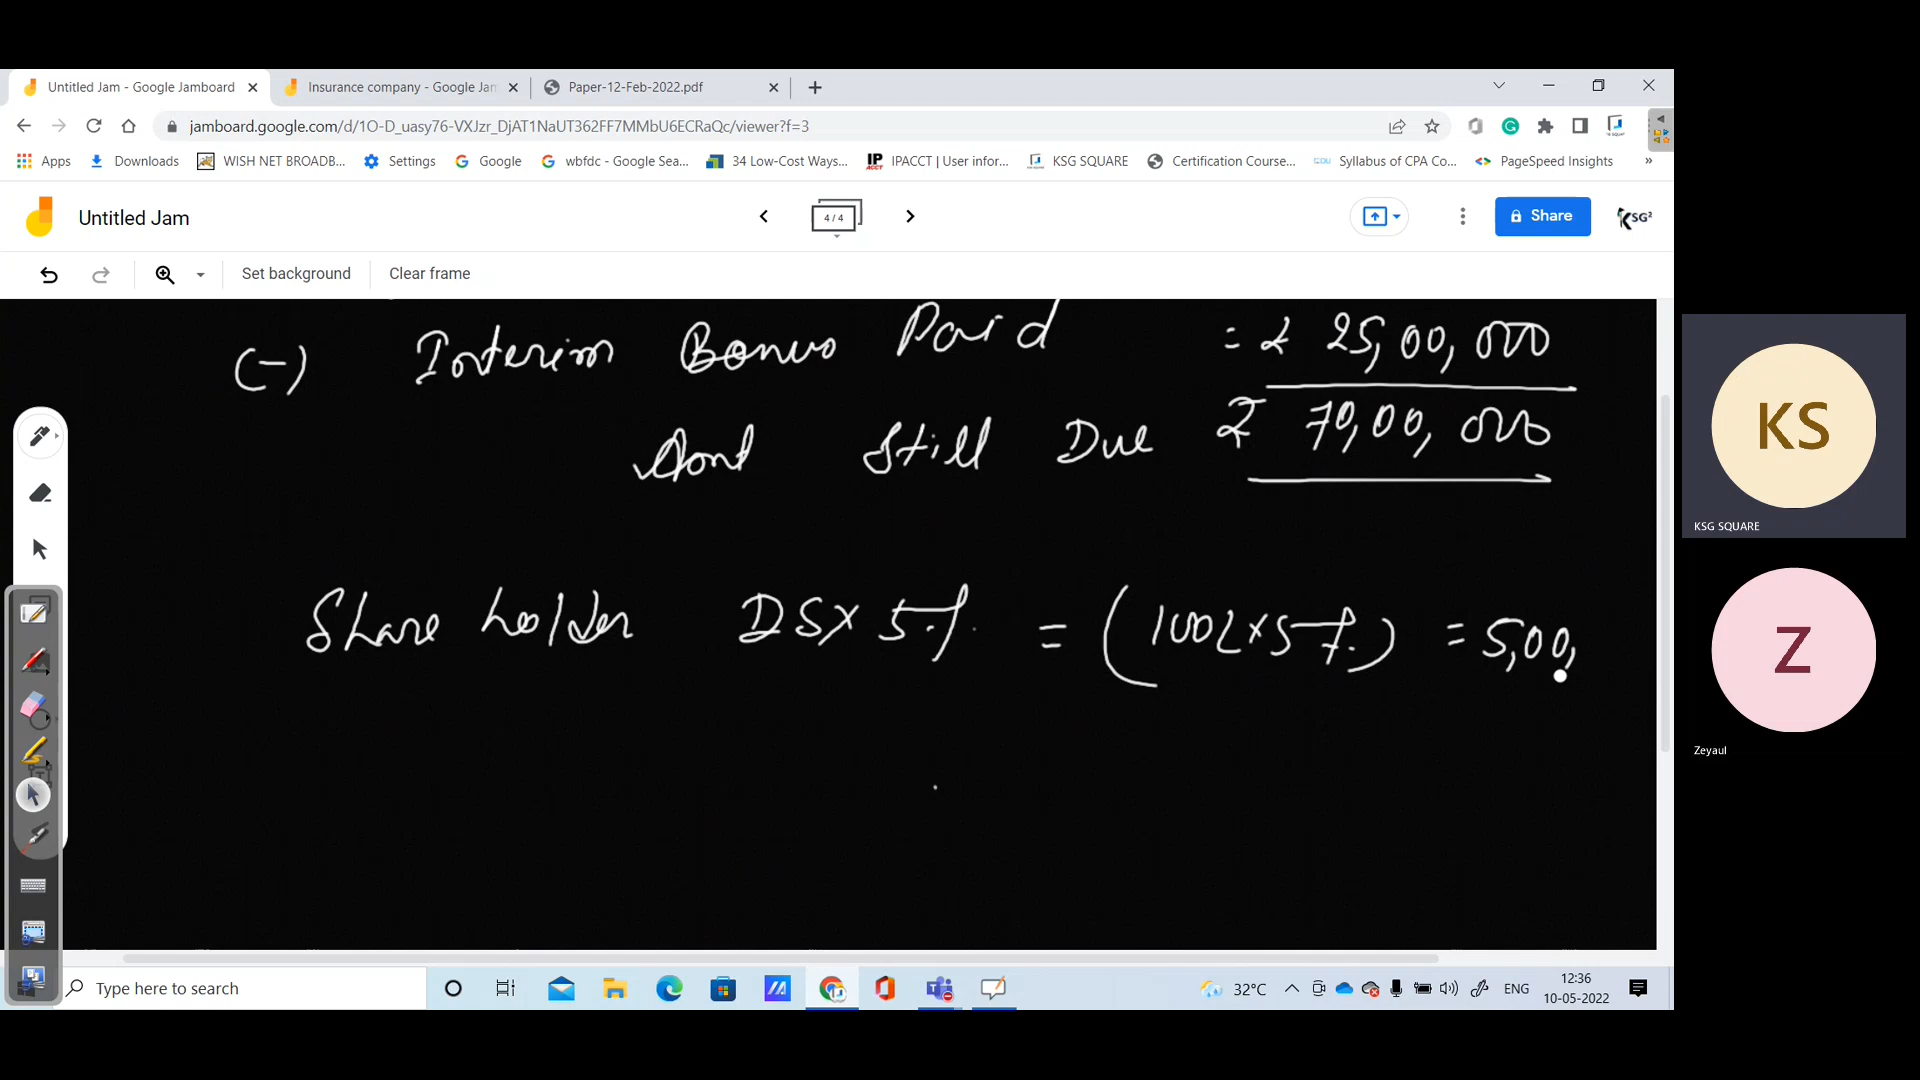 Untitled Jam - Google Jamboard
Insurance company - Google Jam
Paper-12-Feb-2022.pdf
jamboard.google.com/d/1O-D_uasy76-VXJzr_DjAT1NaUT362FF7MMbU6ECRaQc/viewer?f=3
Apps Downloads WISH NET BROADB... Settings Google wbfdc - Google Sea... 34 Low-Cost Ways... IPACCT | User infor... KSG SQUARE Certification Course... Syllabus of CPA Co... PageSpeed Insights »
Untitled Jam
4 / 4
Share
KSG²
Set background Clear frame
(-) Interim Bonus Paid = ₹ 25,00,000
Amt Still Due ₹ 70,00,000
Share holder DS× 5% = (100L×5%.) = 5,00,
KS
KSG SQUARE
Z
Zeyaul
Type here to search
32°C
ENG
12:36
10-05-2022